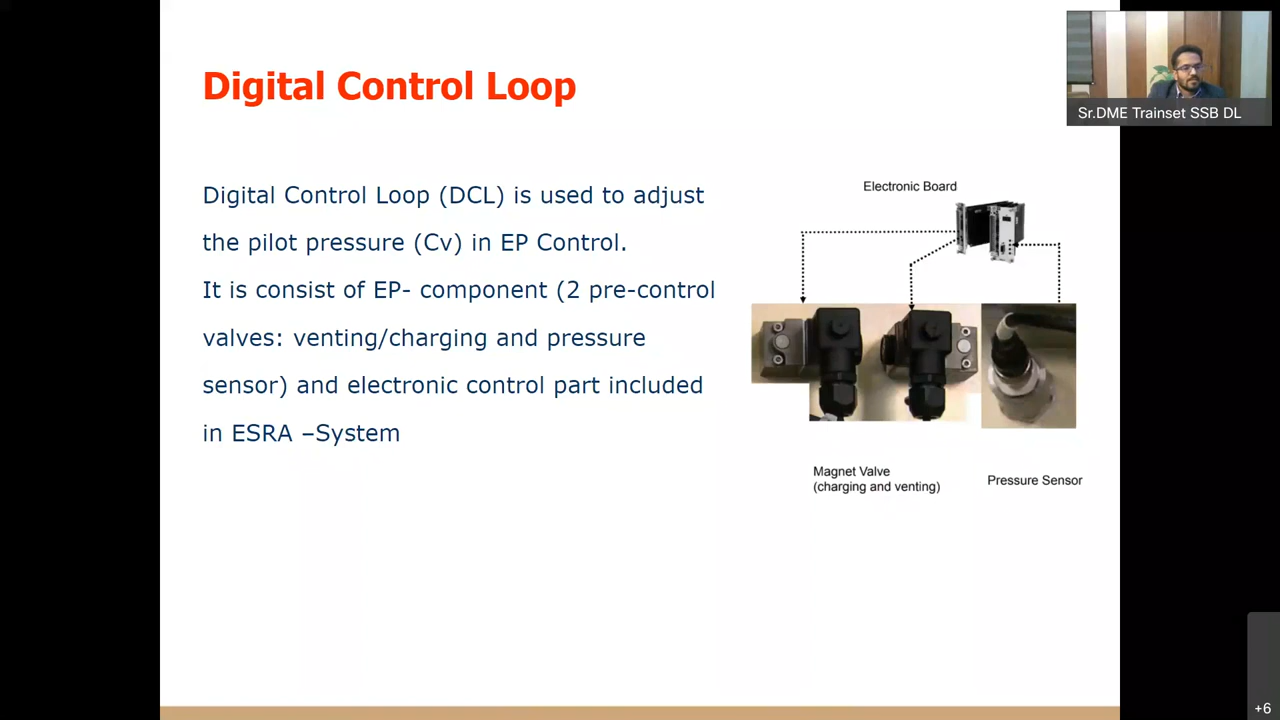 Digital Control Loop
Sr.DME Trainset SSB DL
Digital Control Loop (DCL) is used to adjust
the pilot pressure (Cv) in EP Control.
It is consist of EP- component (2 pre-control
valves: venting/charging and pressure
sensor) and electronic control part included
in ESRA –System
Electronic Board
Magnet Valve
(charging and venting)
Pressure Sensor
+6